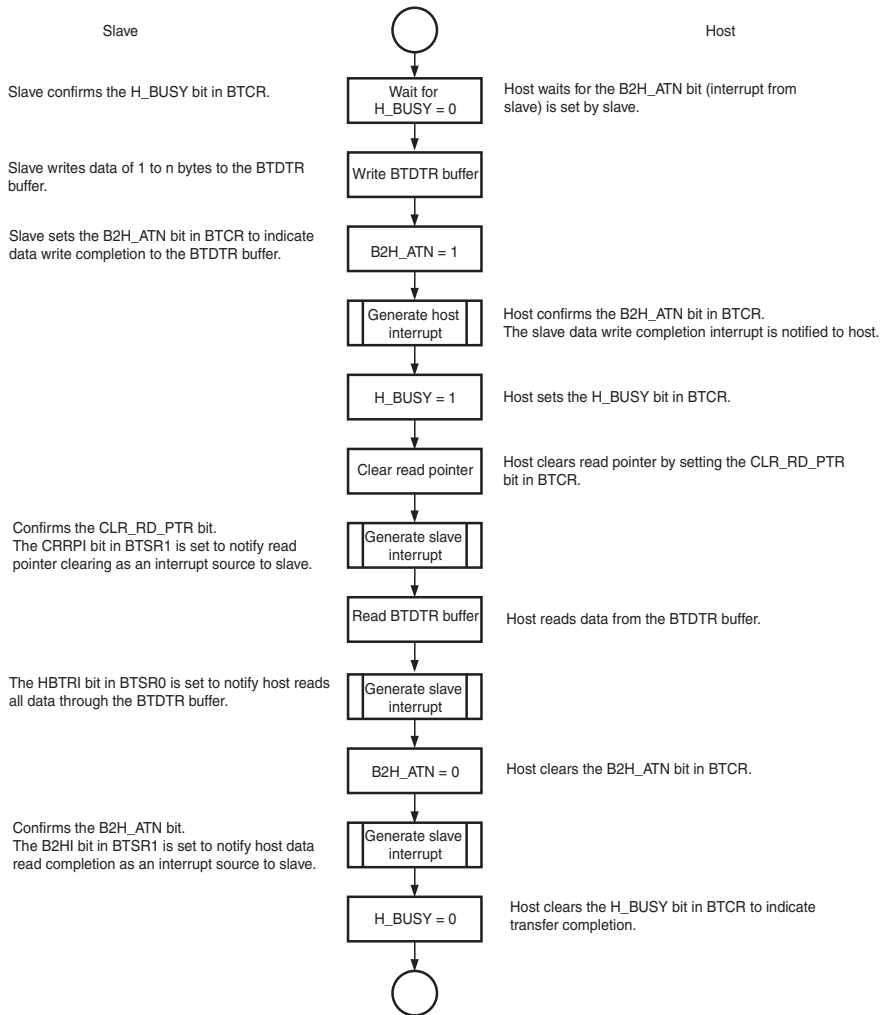 Slave
Host
Slave confirms the H_BUSY bit in BTCR.
Wait for
H_BUSY = 0
Host waits for the B2H_ATN bit (interrupt from
slave) is set by slave.
Slave writes data of 1 to n bytes to the BTDTR
buffer.
Write BTDTR buffer
Slave sets the B2H_ATN bit in BTCR to indicate
data write completion to the BTDTR buffer.
B2H_ATN = 1
Generate host
interrupt
Host confirms the B2H_ATN bit in BTCR.
The slave data write completion interrupt is notified to host.
H_BUSY = 1
Host sets the H_BUSY bit in BTCR.
Clear read pointer
Host clears read pointer by setting the CLR_RD_PTR
bit in BTCR.
Confirms the CLR_RD_PTR bit.
The CRRPI bit in BTSR1 is set to notify read
pointer clearing as an interrupt source to slave.
Generate slave
interrupt
Read BTDTR buffer
Host reads data from the BTDTR buffer.
The HBTRI bit in BTSR0 is set to notify host reads
all data through the BTDTR buffer.
Generate slave
interrupt
B2H_ATN = 0
Host clears the B2H_ATN bit in BTCR.
Confirms the B2H_ATN bit.
The B2HI bit in BTSR1 is set to notify host data
read completion as an interrupt source to slave.
Generate slave
interrupt
H_BUSY = 0
Host clears the H_BUSY bit in BTCR to indicate
transfer completion.